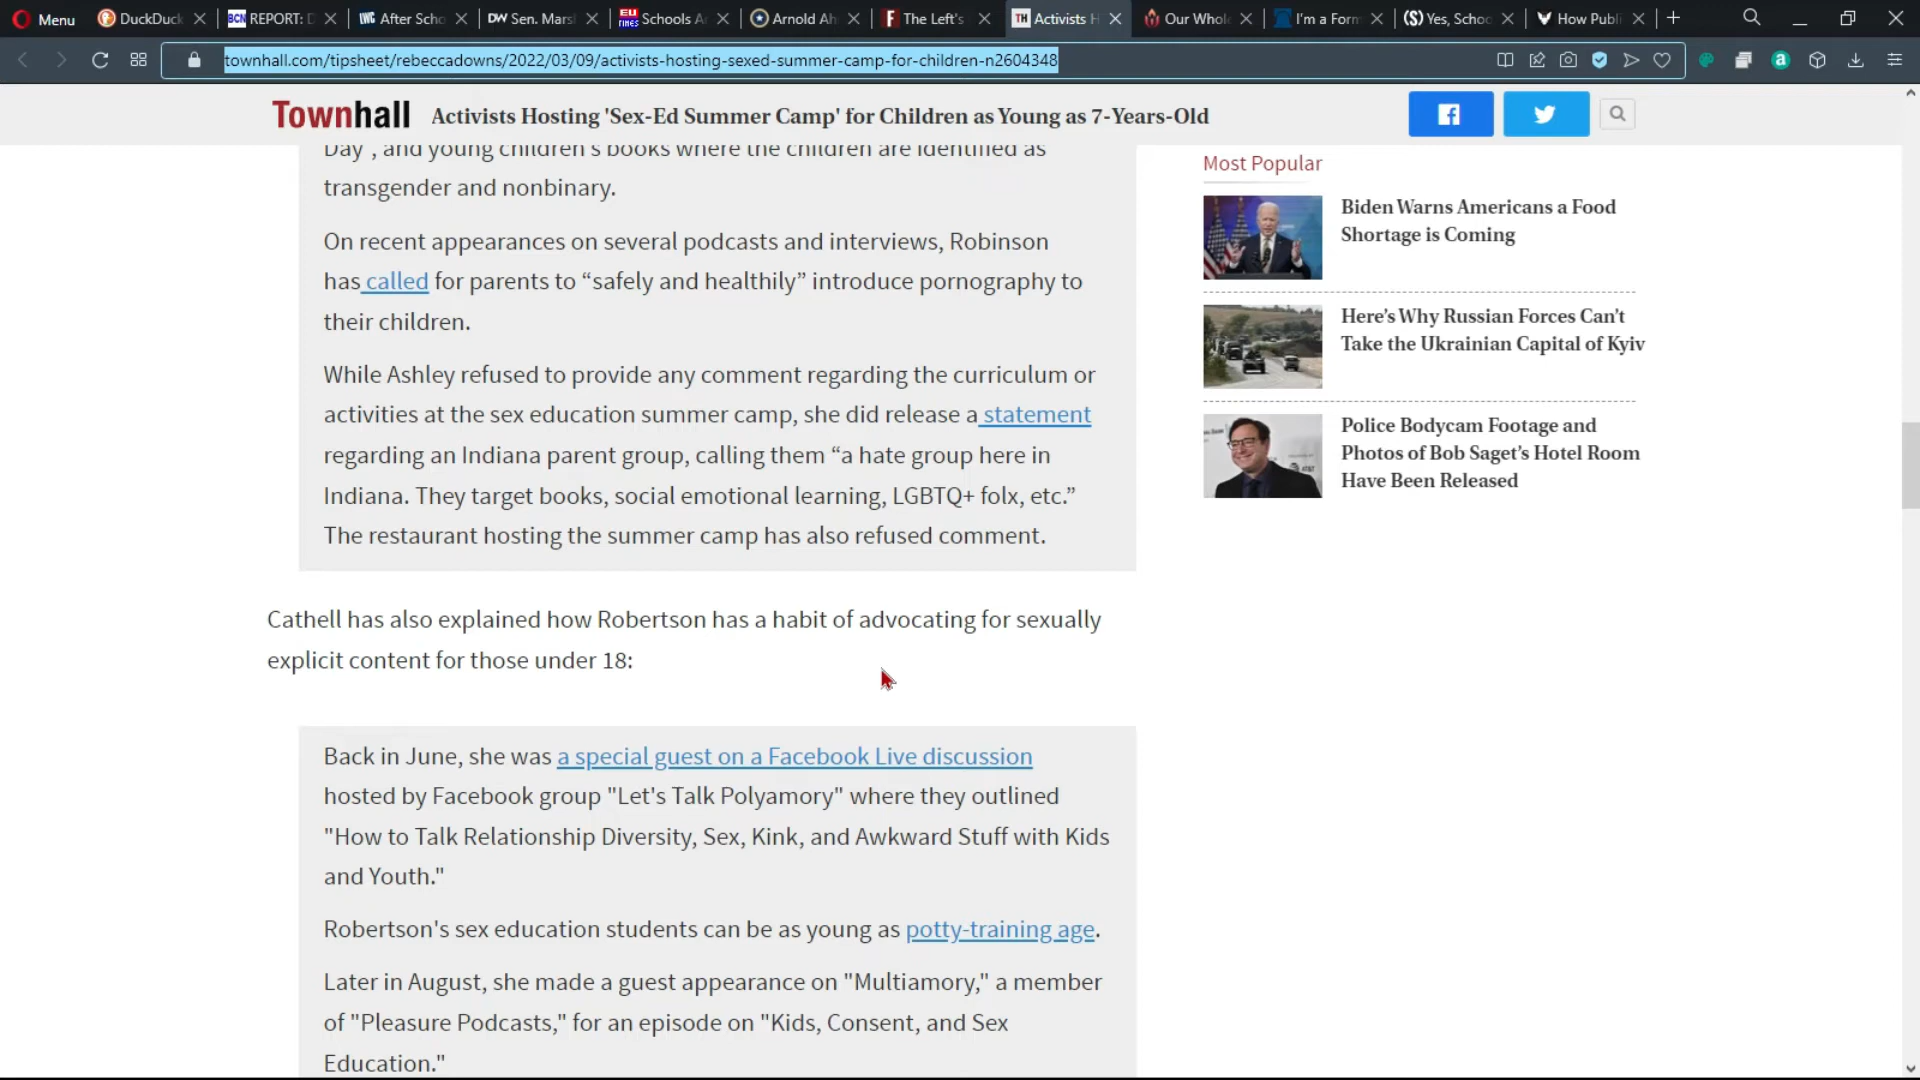 Menu
DuckDuck
BCN REPORT: D
IWC After Scho
DW Sen. Mars
EU TIMES Schools A
Arnold Ah
F The Left's
TH Activists H
Our Whol
I'm a Form
(S) Yes, Schoo
How Publi
townhall.com/tipsheet/rebeccadowns/2022/03/09/activists-hosting-sexed-summer-camp-for-children-n2604348
Townhall Activists Hosting 'Sex-Ed Summer Camp' for Children as Young as 7-Years-Old
Day", and young children's books where the children are identified as
transgender and nonbinary.
On recent appearances on several podcasts and interviews, Robinson
has called for parents to “safely and healthily” introduce pornography to
their children.
While Ashley refused to provide any comment regarding the curriculum or
activities at the sex education summer camp, she did release a statement
regarding an Indiana parent group, calling them “a hate group here in
Indiana. They target books, social emotional learning, LGBTQ+ folx, etc.”
The restaurant hosting the summer camp has also refused comment.
Cathell has also explained how Robertson has a habit of advocating for sexually
explicit content for those under 18:
Back in June, she was a special guest on a Facebook Live discussion
hosted by Facebook group "Let's Talk Polyamory" where they outlined
"How to Talk Relationship Diversity, Sex, Kink, and Awkward Stuff with Kids
and Youth."
Robertson's sex education students can be as young as potty-training age.
Later in August, she made a guest appearance on "Multiamory," a member
of "Pleasure Podcasts," for an episode on "Kids, Consent, and Sex
Education."
Most Popular
Biden Warns Americans a Food
Shortage is Coming
Here’s Why Russian Forces Can’t
Take the Ukrainian Capital of Kyiv
Police Bodycam Footage and
Photos of Bob Saget’s Hotel Room
Have Been Released